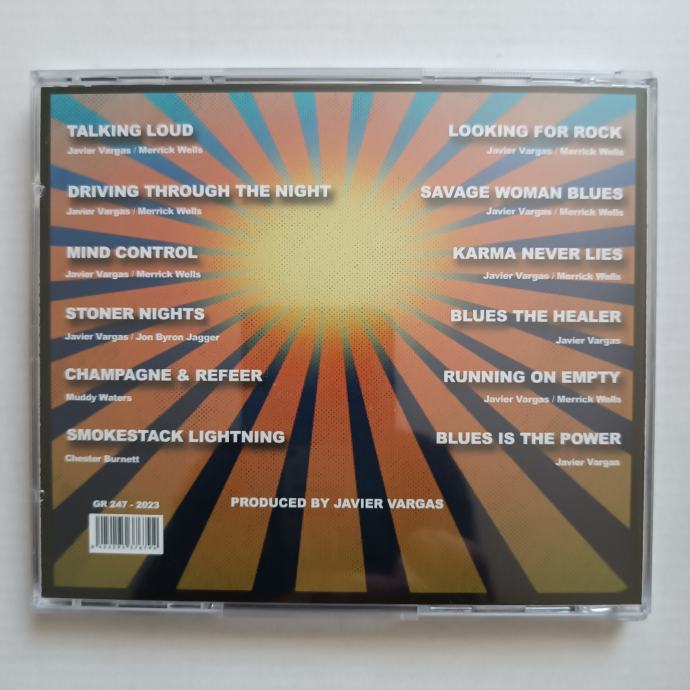 TALKING LOUD
Javier Vargas / Merrick Wells
DRIVING THROUGH THE NIGHT
Javier Vargas / Merrick Wells
MIND CONTROL
Javier Vargas / Merrick Wells
STONER NIGHTS
Javier Vargas / Jon Byron Jagger
CHAMPAGNE & REFEER
Muddy Waters
SMOKESTACK LIGHTNING
Chester Burnett
LOOKING FOR ROCK
Javier Vargas / Merrick Wells
SAVAGE WOMAN BLUES
Javier Vargas / Merrick Wells
KARMA NEVER LIES
Javier Vargas / Merrick Wells
BLUES THE HEALER
Javier Vargas
RUNNING ON EMPTY
Javier Vargas / Merrick Wells
BLUES IS THE POWER
Javier Vargas
GR 247 - 2023
PRODUCED BY JAVIER VARGAS